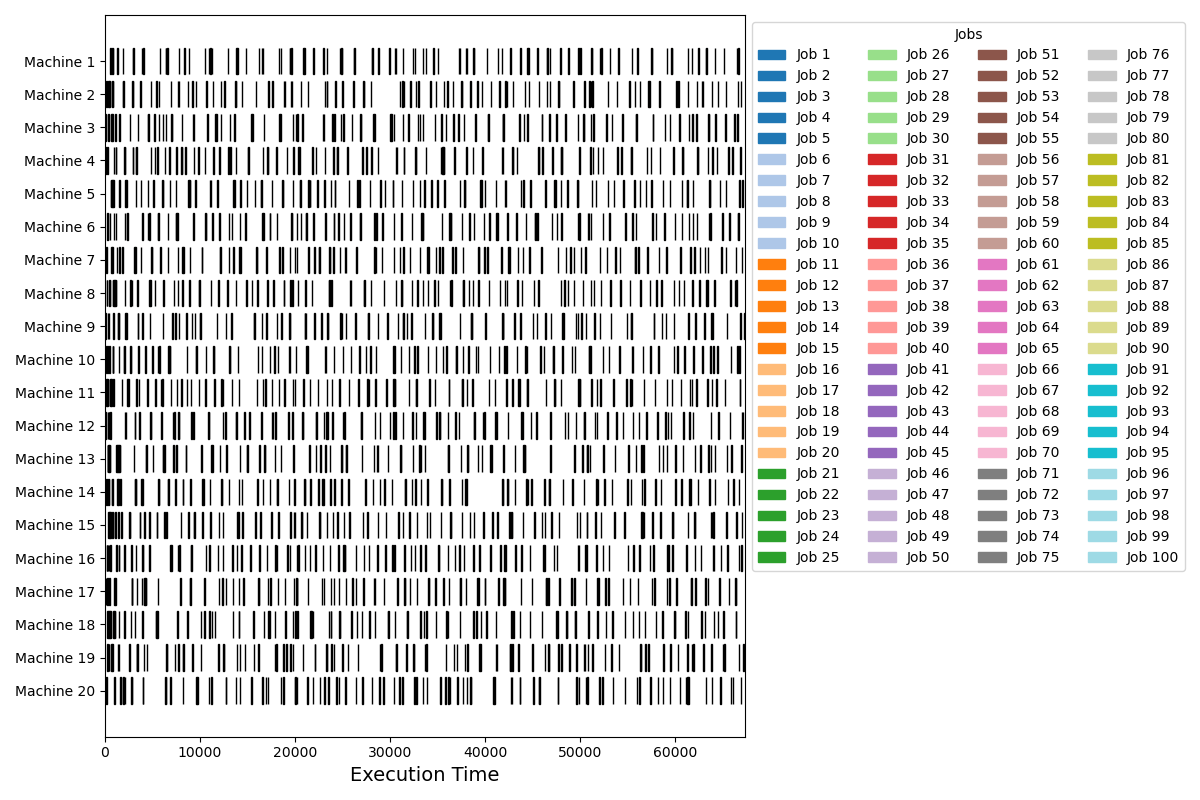 Machine 1
Machine 2
Machine 3
Machine 4
Machine 5
Machine 6
Machine 7
Machine 8
Machine 9
Machine 10
Machine 11
Machine 12
Machine 13
Machine 14
Machine 15
Machine 16
Machine 17
Machine 18
Machine 19
Machine 20
0 10000 20000 30000 40000 50000 60000
Execution Time
Jobs
Job 1 Job 26 Job 51 Job 76
Job 2 Job 27 Job 52 Job 77
Job 3 Job 28 Job 53 Job 78
Job 4 Job 29 Job 54 Job 79
Job 5 Job 30 Job 55 Job 80
Job 6 Job 31 Job 56 Job 81
Job 7 Job 32 Job 57 Job 82
Job 8 Job 33 Job 58 Job 83
Job 9 Job 34 Job 59 Job 84
Job 10 Job 35 Job 60 Job 85
Job 11 Job 36 Job 61 Job 86
Job 12 Job 37 Job 62 Job 87
Job 13 Job 38 Job 63 Job 88
Job 14 Job 39 Job 64 Job 89
Job 15 Job 40 Job 65 Job 90
Job 16 Job 41 Job 66 Job 91
Job 17 Job 42 Job 67 Job 92
Job 18 Job 43 Job 68 Job 93
Job 19 Job 44 Job 69 Job 94
Job 20 Job 45 Job 70 Job 95
Job 21 Job 46 Job 71 Job 96
Job 22 Job 47 Job 72 Job 97
Job 23 Job 48 Job 73 Job 98
Job 24 Job 49 Job 74 Job 99
Job 25 Job 50 Job 75 Job 100